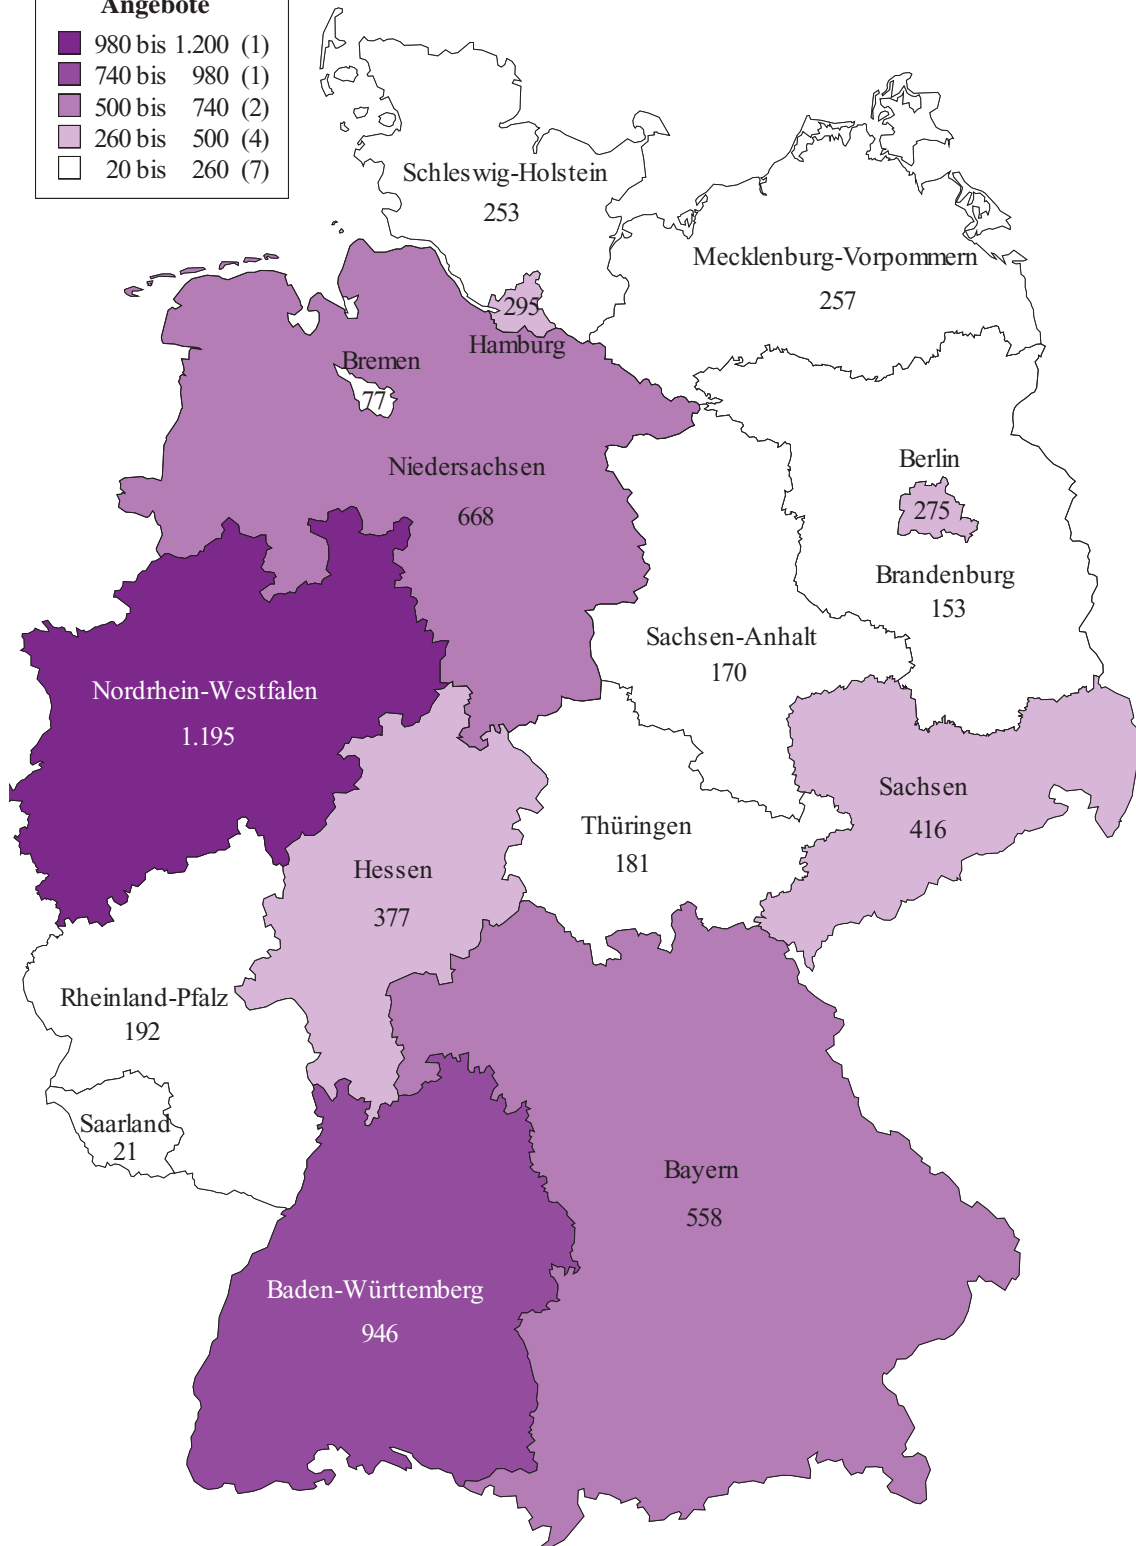 Angebote
980 bis 1.200 (1)
740 bis 980 (1)
500 bis 740 (2)
260 bis 500 (4)
20 bis 260 (7)
Schleswig-Holstein
253
Mecklenburg-Vorpommern
257
295
Hamburg
Bremen
77
Niedersachsen
668
Berlin
275
Brandenburg
153
Sachsen-Anhalt
170
Nordrhein-Westfalen
1.195
Sachsen
416
Thüringen
181
Hessen
377
Rheinland-Pfalz
192
Saarland
21
Bayern
558
Baden-Württemberg
946